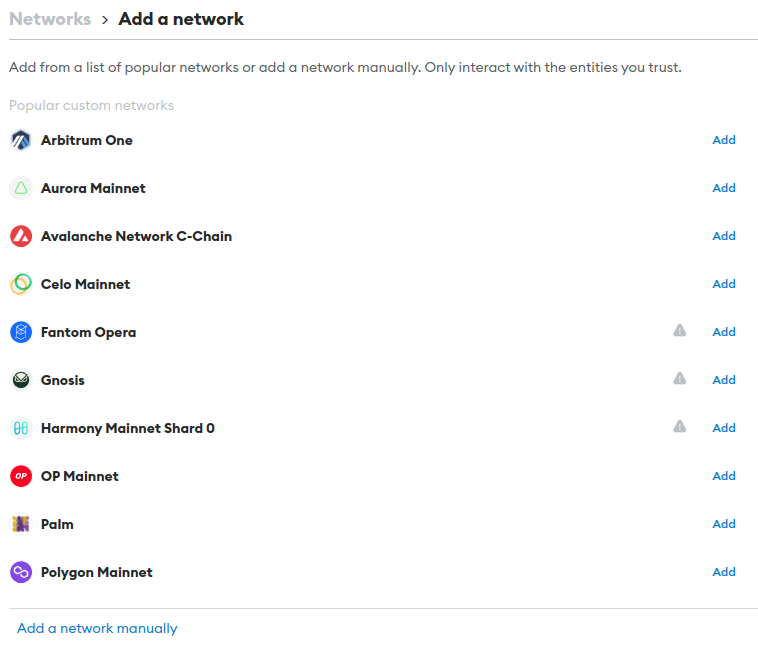 Networks > Add a network
Add from a list of popular networks or add a network manually. Only interact with the entities you trust.
Popular custom networks
Arbitrum One Add
Aurora Mainnet Add
Avalanche Network C-Chain Add
Celo Mainnet Add
Fantom Opera Add
Gnosis Add
Harmony Mainnet Shard 0 Add
OP OP Mainnet Add
Palm Add
Polygon Mainnet Add
Add a network manually